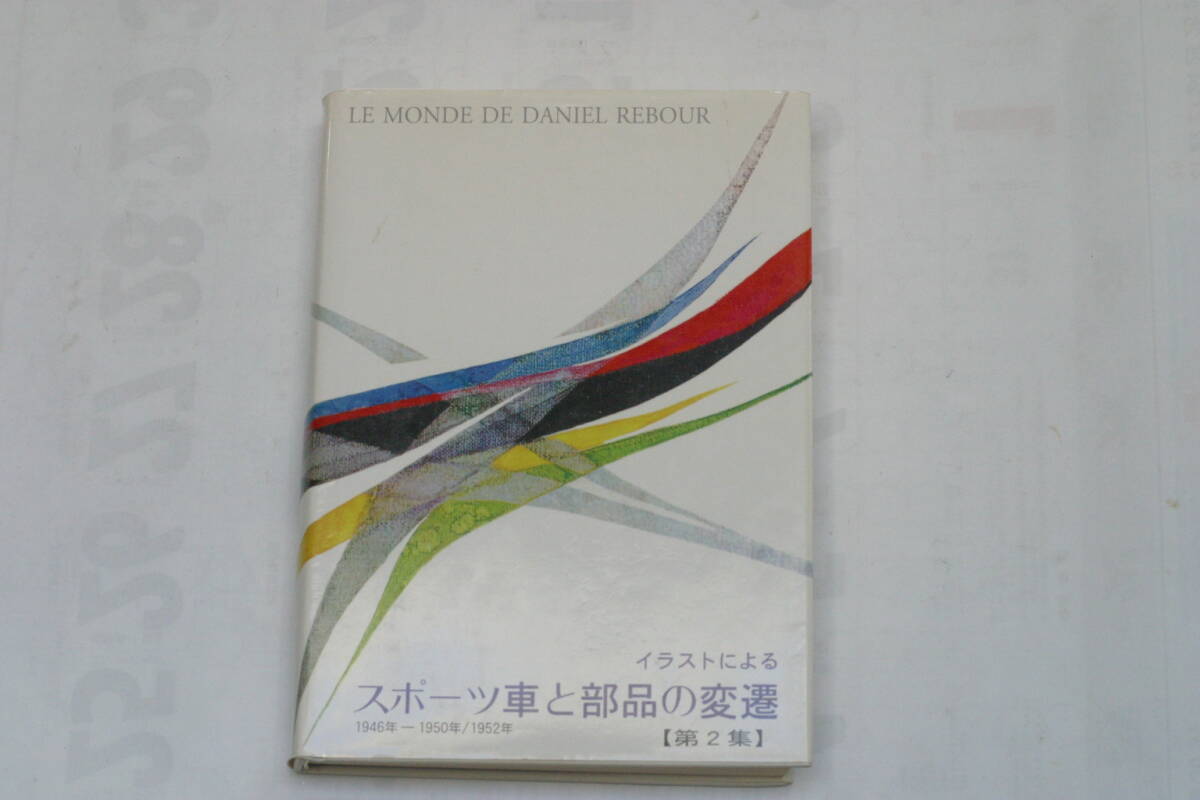 LE MONDE DE DANIEL REBOUR
イラストによる
スポーツ車と部品の変遷
1946年―1950年/1952年
【第2集】